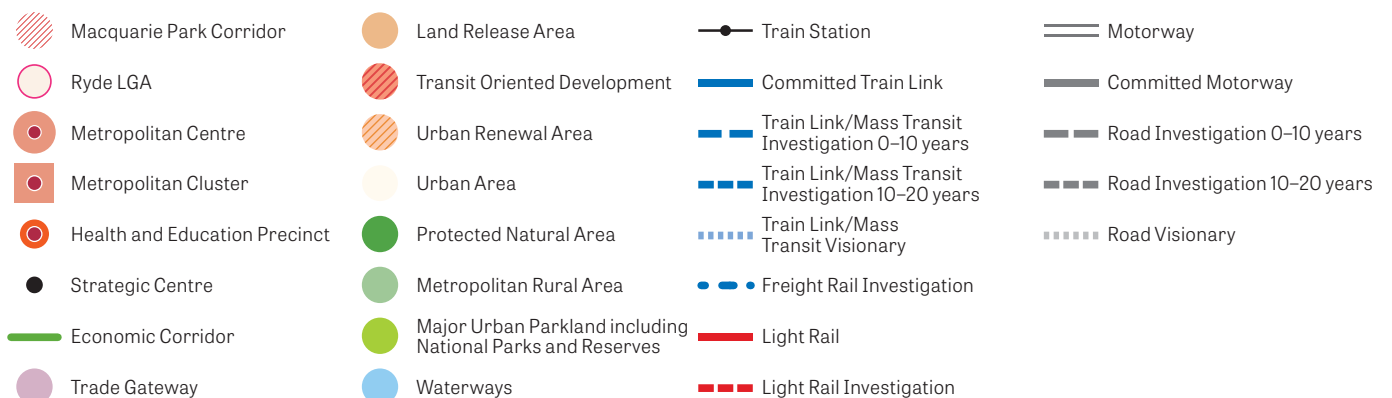 Macquarie Park Corridor
Ryde LGA
Metropolitan Centre
Metropolitan Cluster
Health and Education Precinct
Strategic Centre
Economic Corridor
Trade Gateway
Land Release Area
Transit Oriented Development
Urban Renewal Area
Urban Area
Protected Natural Area
Metropolitan Rural Area
Major Urban Parkland including
National Parks and Reserves
Waterways
Train Station
Committed Train Link
Train Link/Mass Transit
Investigation 0–10 years
Train Link/Mass Transit
Investigation 10–20 years
Train Link/Mass
Transit Visionary
Freight Rail Investigation
Light Rail
Light Rail Investigation
Motorway
Committed Motorway
Road Investigation 0–10 years
Road Investigation 10–20 years
Road Visionary